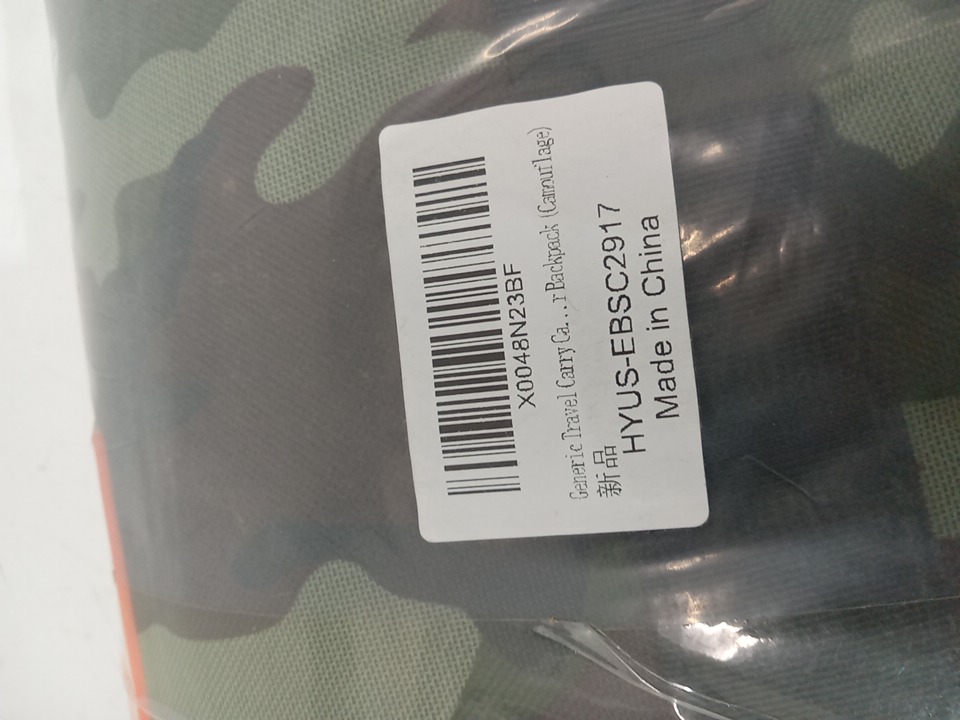 X0048N23BF
Generic Travel Carry Ca...r Backpack (Camouflage)
新品
HYUS-EBSC2917
Made in China